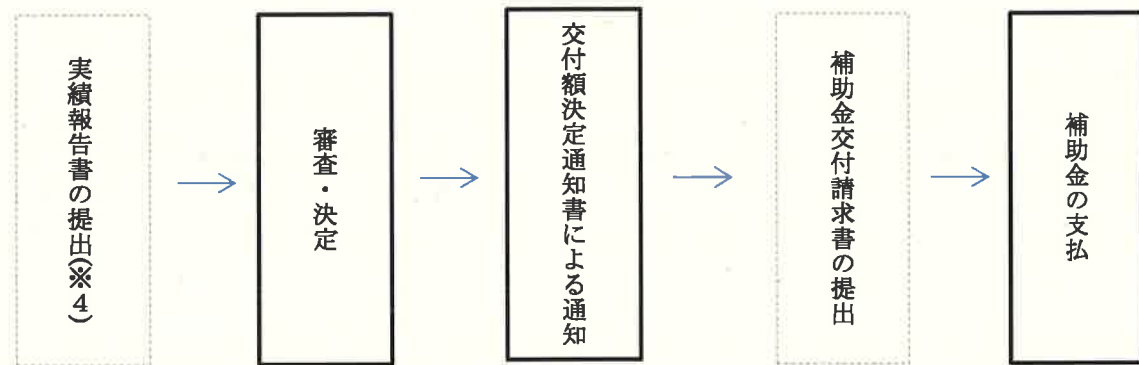 実績報告書の提出(※4)
審査・決定
交付額決定通知書による通知
補助金交付請求書の提出
補助金の支払